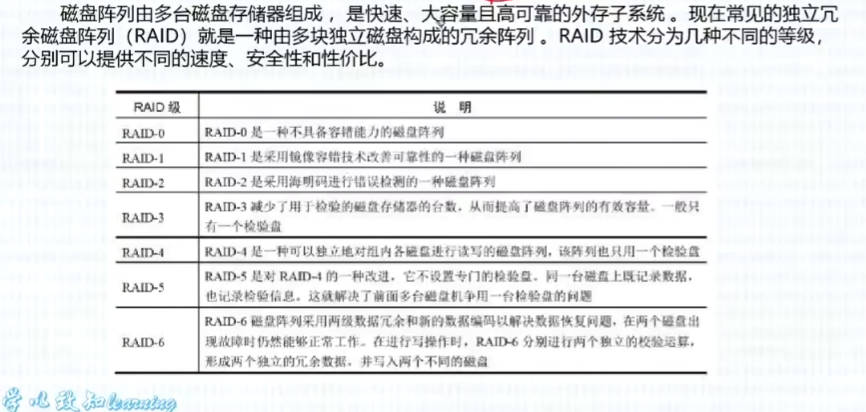 磁盘阵列由多台磁盘存储器组成，是快速、大容量且高可靠的外存子系统。现在常见的独立冗
余磁盘阵列（RAID）就是一种由多块独立磁盘构成的冗余阵列。RAID 技术分为几种不同的等级，
分别可以提供不同的速度、安全性和性价比。
RAID 级 说 明
RAID-0 RAID-0 是一种不具备容错能力的磁盘阵列
RAID-1 RAID-1 是采用镜像容错技术改善可靠性的一种磁盘阵列
RAID-2 RAID-2 是采用海明码进行错误检测的一种磁盘阵列
RAID-3 RAID-3 减少了用于检验的磁盘存储器的台数，从而提高了磁盘阵列的有效容量。一般只
有一个检验盘
RAID-4 RAID-4 是一种可以独立地对组内各磁盘进行读写的磁盘阵列，该阵列也只用一个检验盘
RAID-5 RAID-5 是对 RAID-4 的一种改进，它不设置专门的检验盘。同一台磁盘上既记录数据，
也记录检验信息。这就解决了前面多台磁盘机争用一台检验盘的问题
RAID-6 RAID-6 磁盘阵列采用两级数据冗余和新的数据编码以解决数据恢复问题，在两个磁盘出
现故障时仍然能够正常工作。在进行写操作时，RAID-6 分别进行两个独立的校验运算，
形成两个独立的冗余数据，并写入两个不同的磁盘
学以致知learning